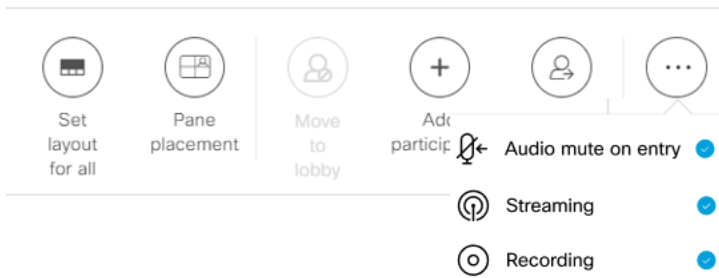 Set
layout
for all
Pane
placement
Move
to
lobby
Audio mute on entry
Streaming
Recording